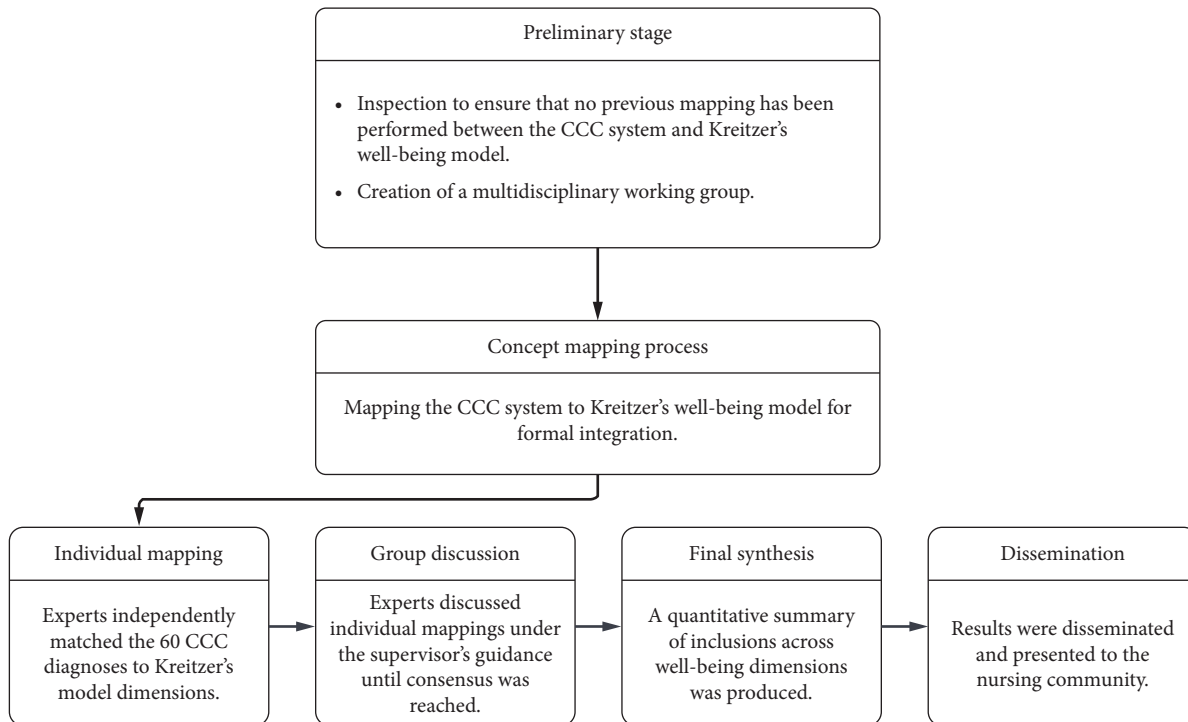 Preliminary stage
• Inspection to ensure that no previous mapping has been
performed between the CCC system and Kreitzer's
well-being model.
• Creation of a multidisciplinary working group.
Concept mapping process
Mapping the CCC system to Kreitzer's well-being model for
formal integration.
Individual mapping
Experts independently
matched the 60 CCC
diagnoses to Kreitzer's
model dimensions.
Group discussion
Experts discussed
individual mappings under
the supervisor's guidance
until consensus was
reached.
Final synthesis
A quantitative summary
of inclusions across
well-being dimensions
was produced.
Dissemination
Results were disseminated
and presented to the
nursing community.